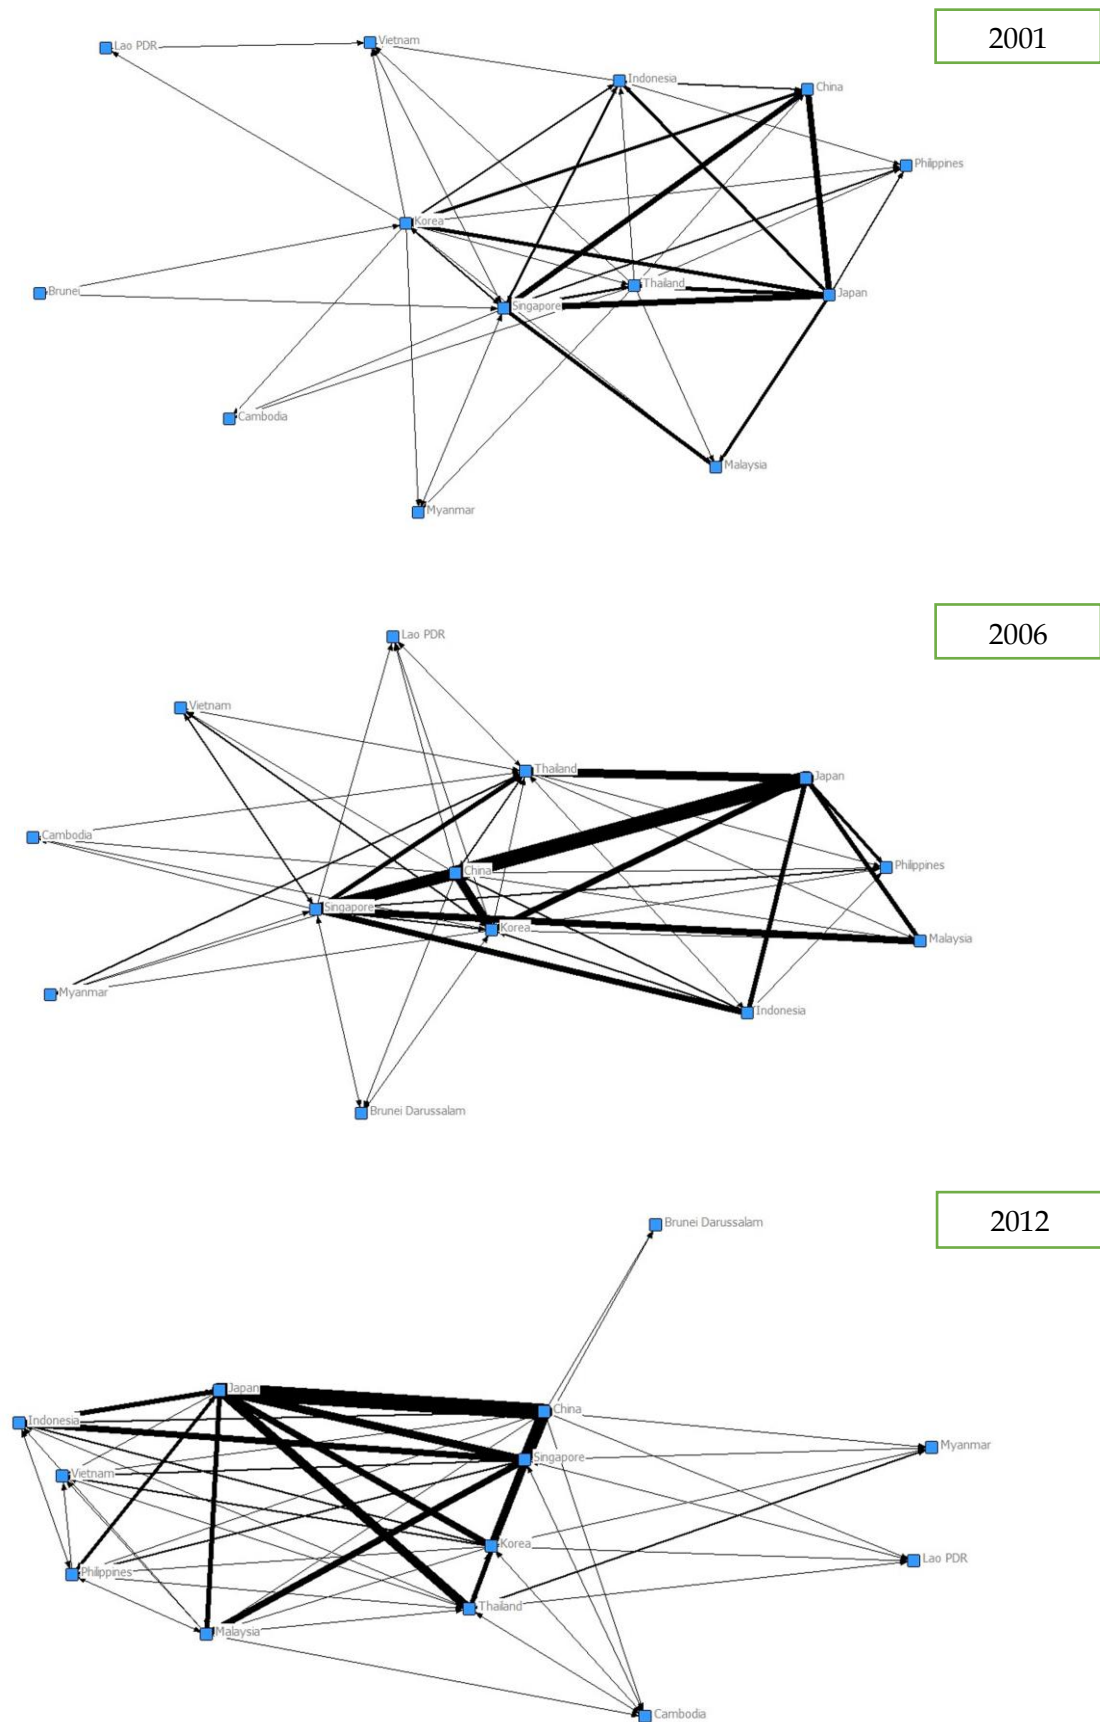 2001
Vietnam
Lao PDR
Indonesia
China
Philippines
Korea
Thailand
Brunei
Japan
Singapore
Cambodia
Malaysia
Myanmar
2006
Lao PDR
Vietnam
Thailand
Japan
Cambodia
Philippines
China
Singapore
Korea
Malaysia
Myanmar
Indonesia
Brunei Darussalam
2012
Brunei Darussalam
Japan
China
Indonesia
Myanmar
Singapore
Vietnam
Korea
Lao PDR
Philippines
Thailand
Malaysia
Cambodia